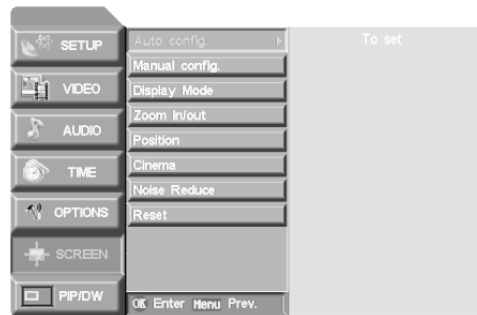 SETUP
VIDEO
AUDIO
TIME
OPTIONS
SCREEN
PIP/DW
Auto config.
Manual config.
Display Mode
Zoom In/out
Position
Cinema
Noise Reduce
Reset
OK Enter Menu Prev.
To set